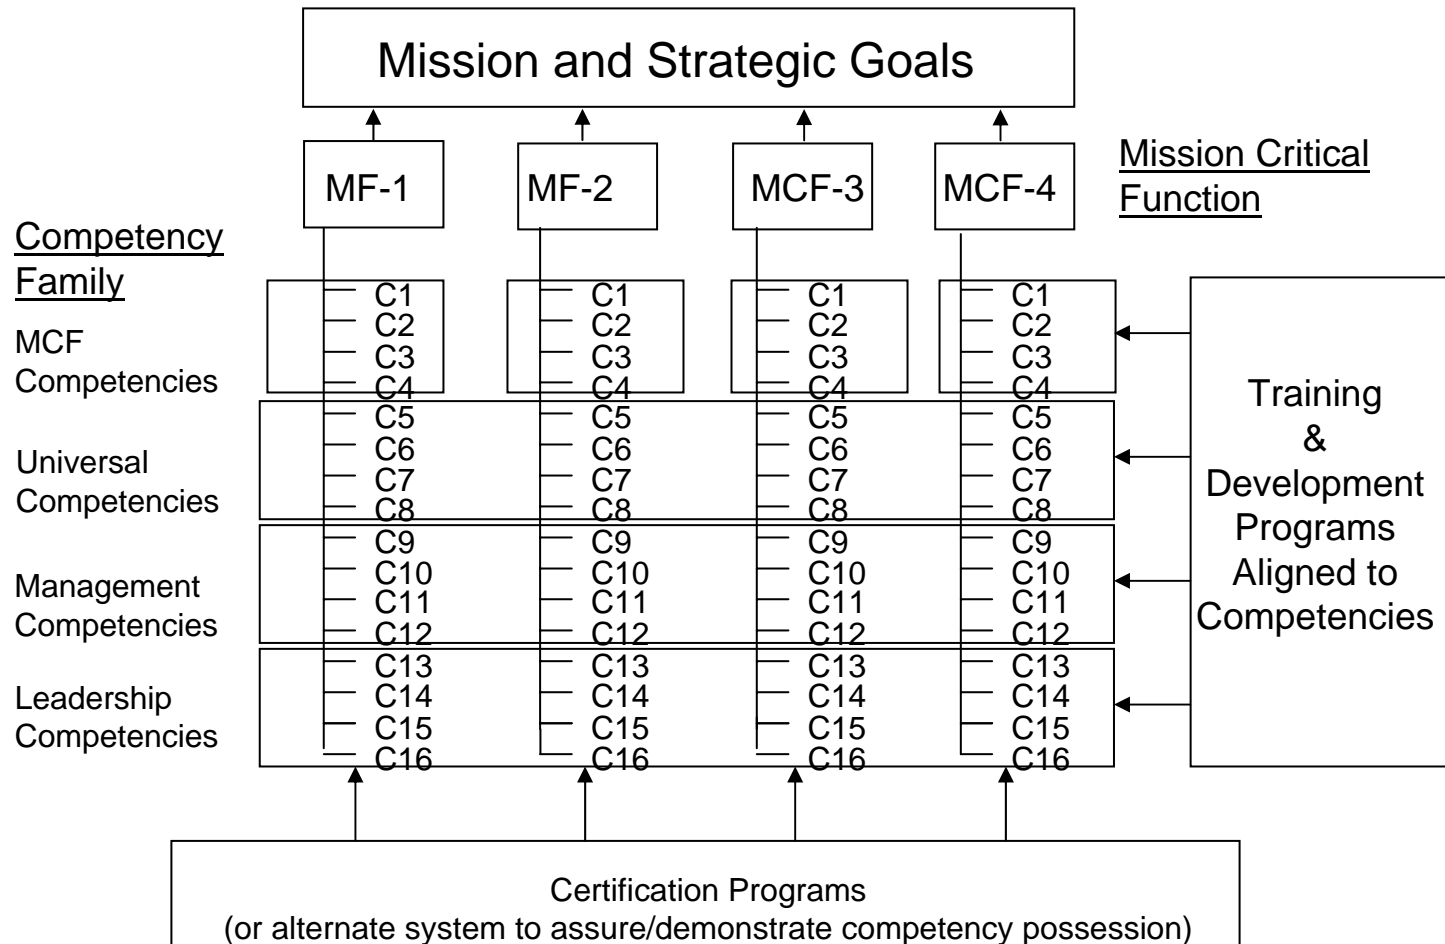 Mission and Strategic Goals
MF-1
MF-2
MCF-3
MCF-4
Mission Critical
Function
Competency
Family
MCF
Competencies
C1 C1 C1 C1
C2 C2 C2 C2
C3 C3 C3 C3
C4 C4 C4 C4
Universal
Competencies
C5 C5 C5 C5
C6 C6 C6 C6
C7 C7 C7 C7
C8 C8 C8 C8
Management
Competencies
C9 C9 C9 C9
C10 C10 C10 C10
C11 C11 C11 C11
C12 C12 C12 C12
Leadership
Competencies
C13 C13 C13 C13
C14 C14 C14 C14
C15 C15 C15 C15
C16 C16 C16 C16
Training
&
Development
Programs
Aligned to
Competencies
Certification Programs
(or alternate system to assure/demonstrate competency possession)